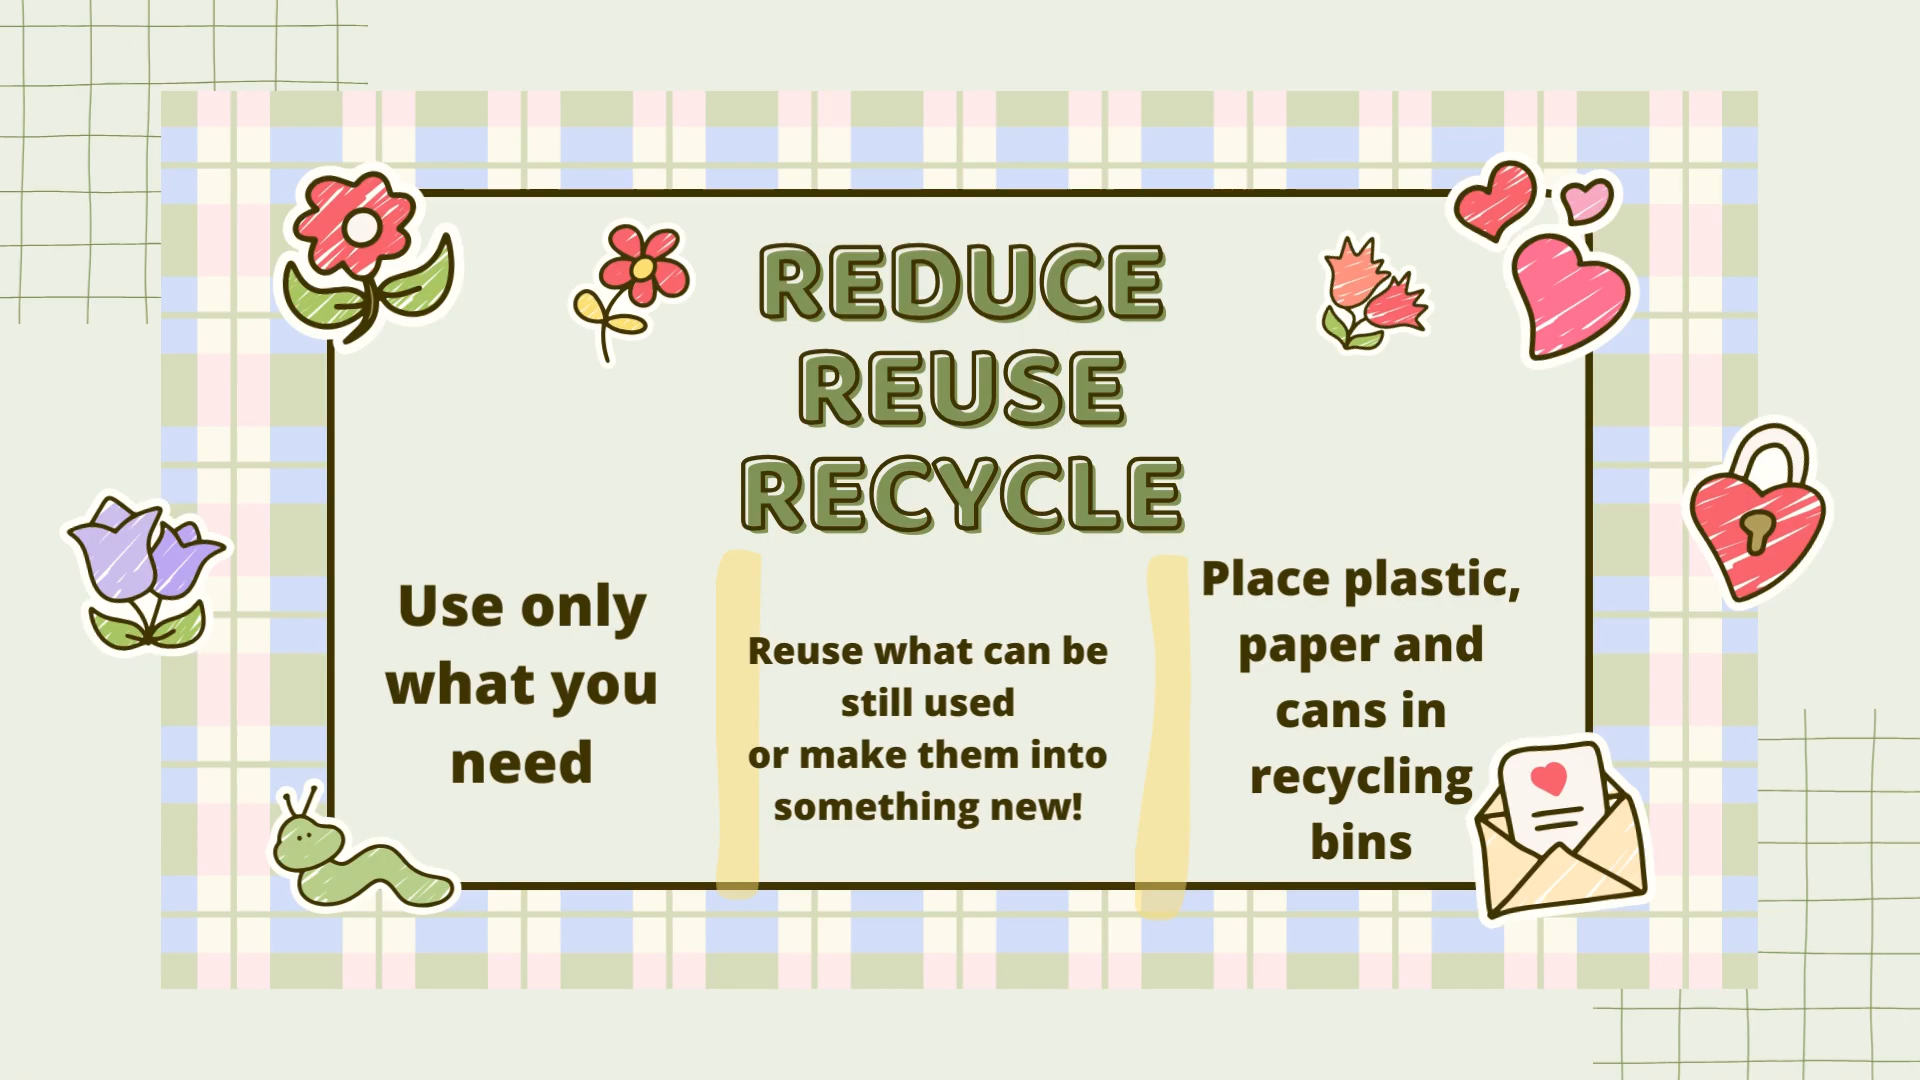 REDUCE
REUSE
RECYCLE
Use only
what you
need
Reuse what can be
still used
or make them into
something new!
Place plastic,
paper and
cans in
recycling
bins